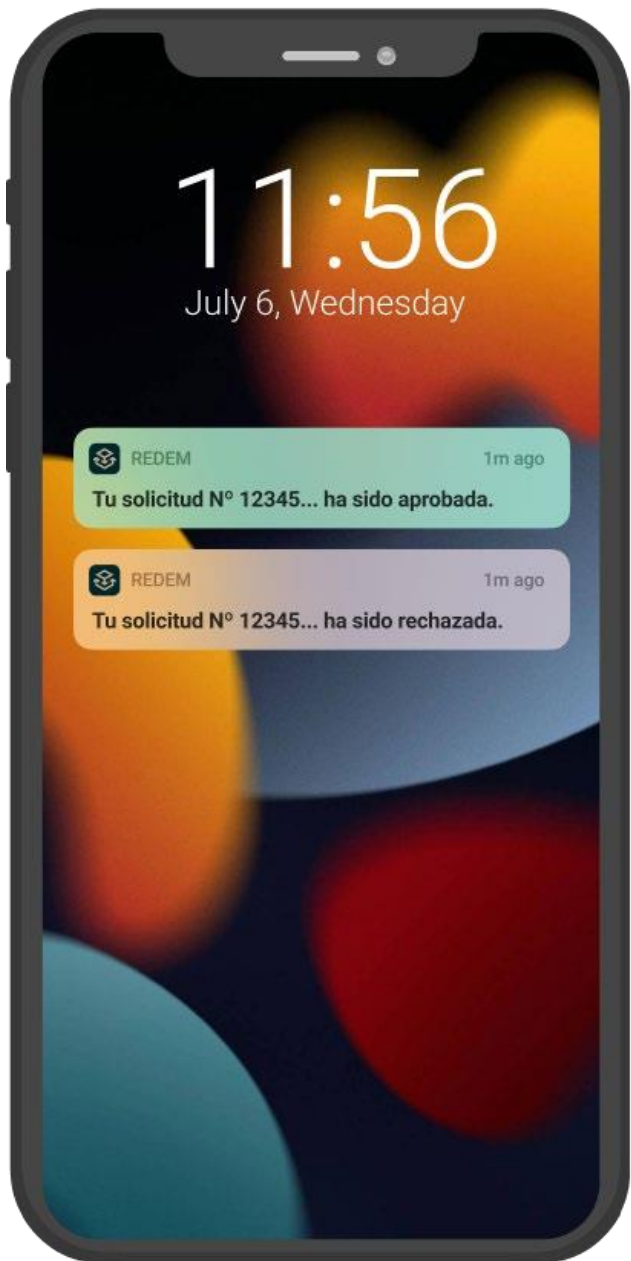 11:56
July 6, Wednesday
REDEM 1m ago
Tu solicitud Nº 12345... ha sido aprobada.
REDEM 1m ago
Tu solicitud Nº 12345... ha sido rechazada.